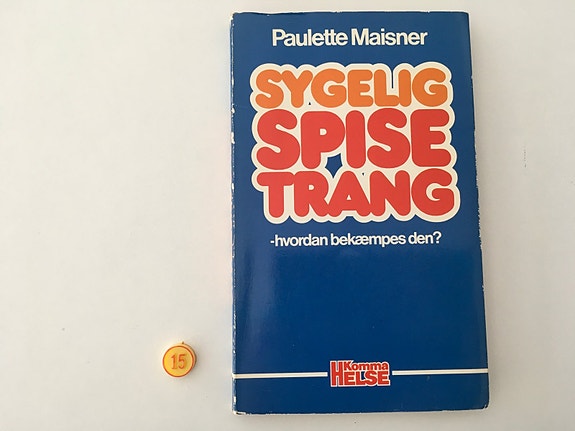 Paulette Maisner
SYGELIG
SPISE
TRANG
-hvordan bekæmpes den?
15
Komma
HELSE